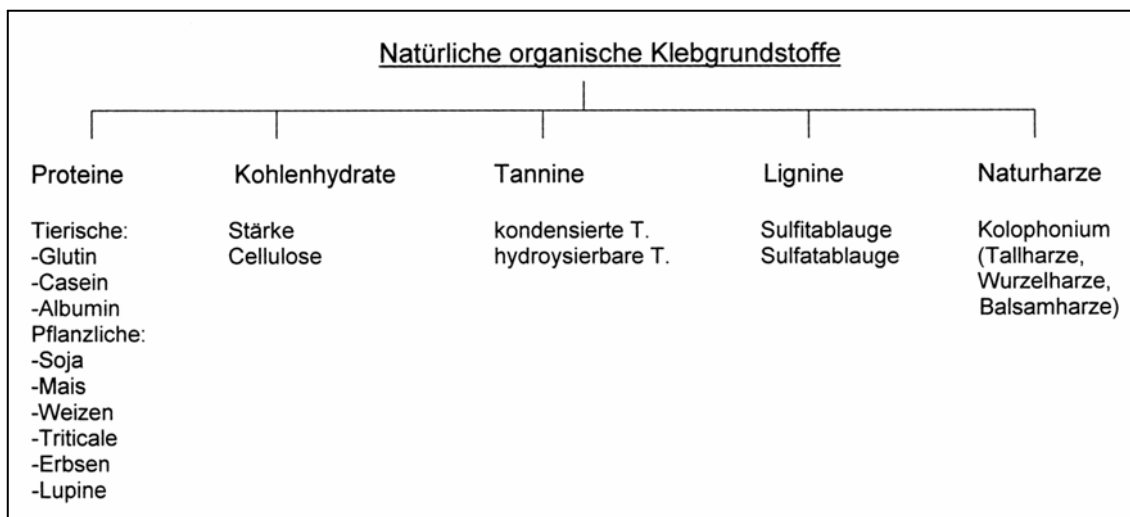 Natürliche organische Klebgrundstoffe
Proteine
Tierische:
-Glutin
-Casein
-Albumin
Pflanzliche:
-Soja
-Mais
-Weizen
-Triticale
-Erbsen
-Lupine
Kohlenhydrate
Stärke
Cellulose
Tannine
kondensierte T.
hydroysierbare T.
Lignine
Sulfitablauge
Sulfatablauge
Naturharze
Kolophonium
(Tallharze,
Wurzelharze,
Balsamharze)